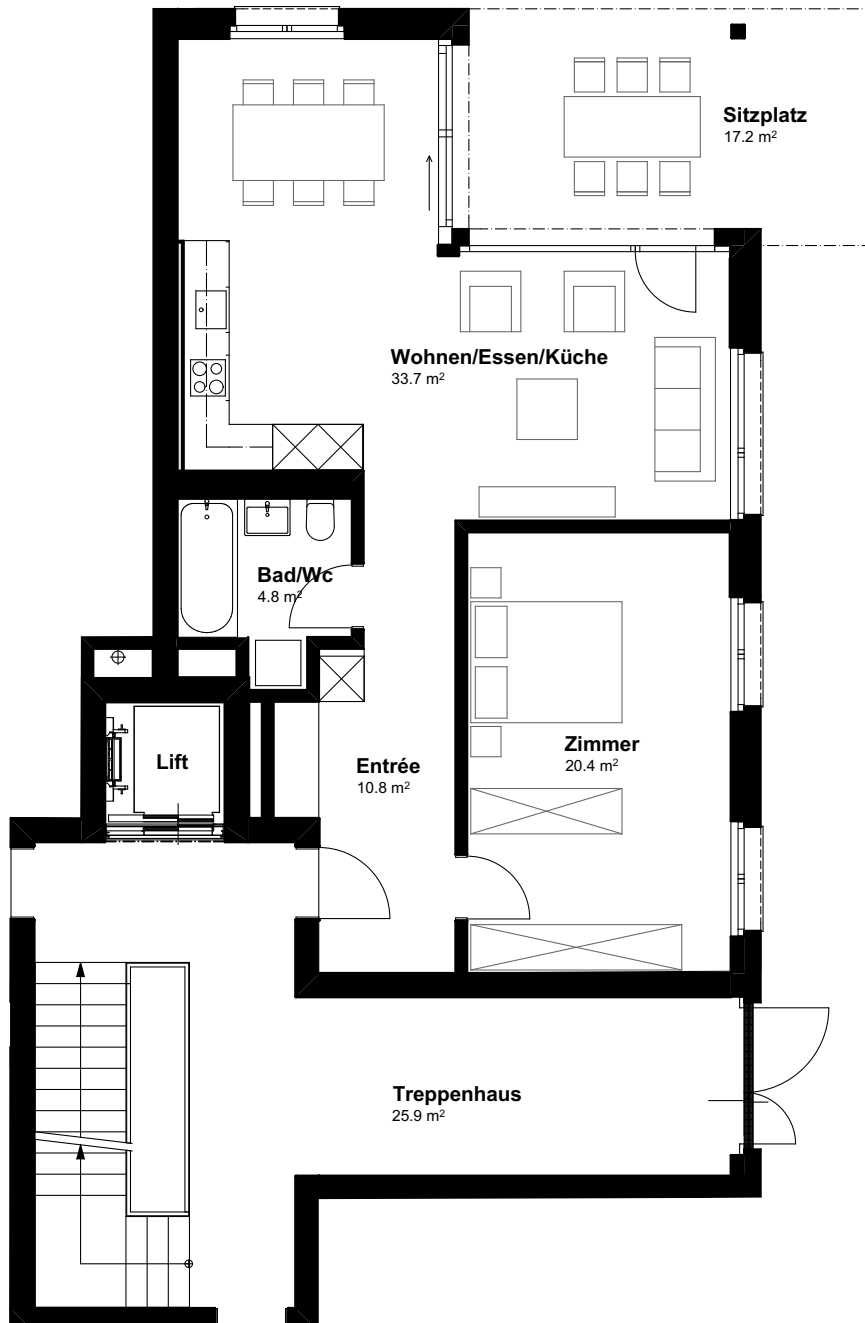 Sitzplatz
17.2 m²
Wohnen/Essen/Küche
33.7 m²
Bad/Wc
4.8 m²
Lift
Entrée
10.8 m²
Zimmer
20.4 m²
Treppenhaus
25.9 m²